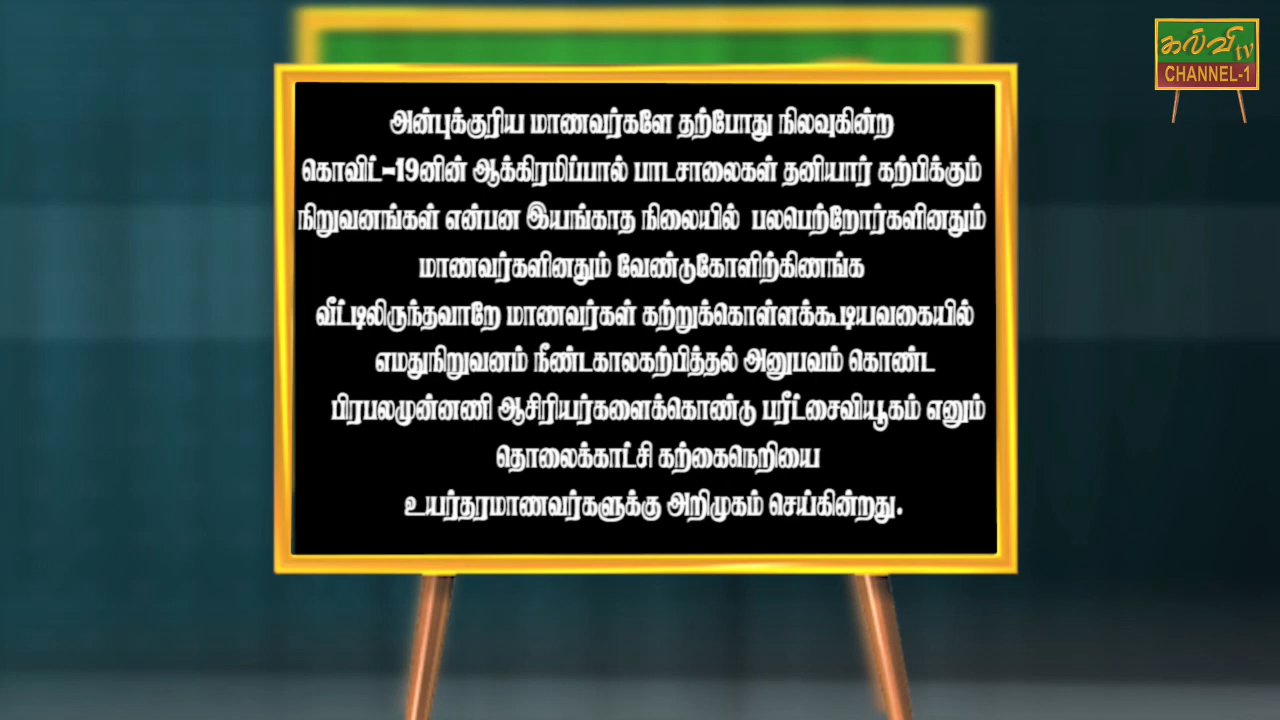 கல்வி tv
CHANNEL-1
அன்புக்குரிய மாணவர்களே தற்போது நிலவுகின்ற
கொவிட்-19னின் ஆக்கிரமிப்பால் பாடசாலைகள் தனியார் கற்பிக்கும்
நிறுவனங்கள் என்பன இயங்காத நிலையில் பலபெற்றோர்களினதும்
மாணவர்களினதும் வேண்டுகோளிற்கிணங்க
வீட்டிலிருந்தவாறே மாணவர்கள் கற்றுக்கொள்ளக்கூடியவகையில்
எமதுநிறுவனம் நீண்டகாலகற்பித்தல் அனுபவம் கொண்ட
பிரபலமுன்னணி ஆசிரியர்களைக்கொண்டு பரீட்சைவியூகம் எனும்
தொலைக்காட்சி கற்கைநெறியை
உயர்தரமாணவர்களுக்கு அறிமுகம் செய்கின்றது.